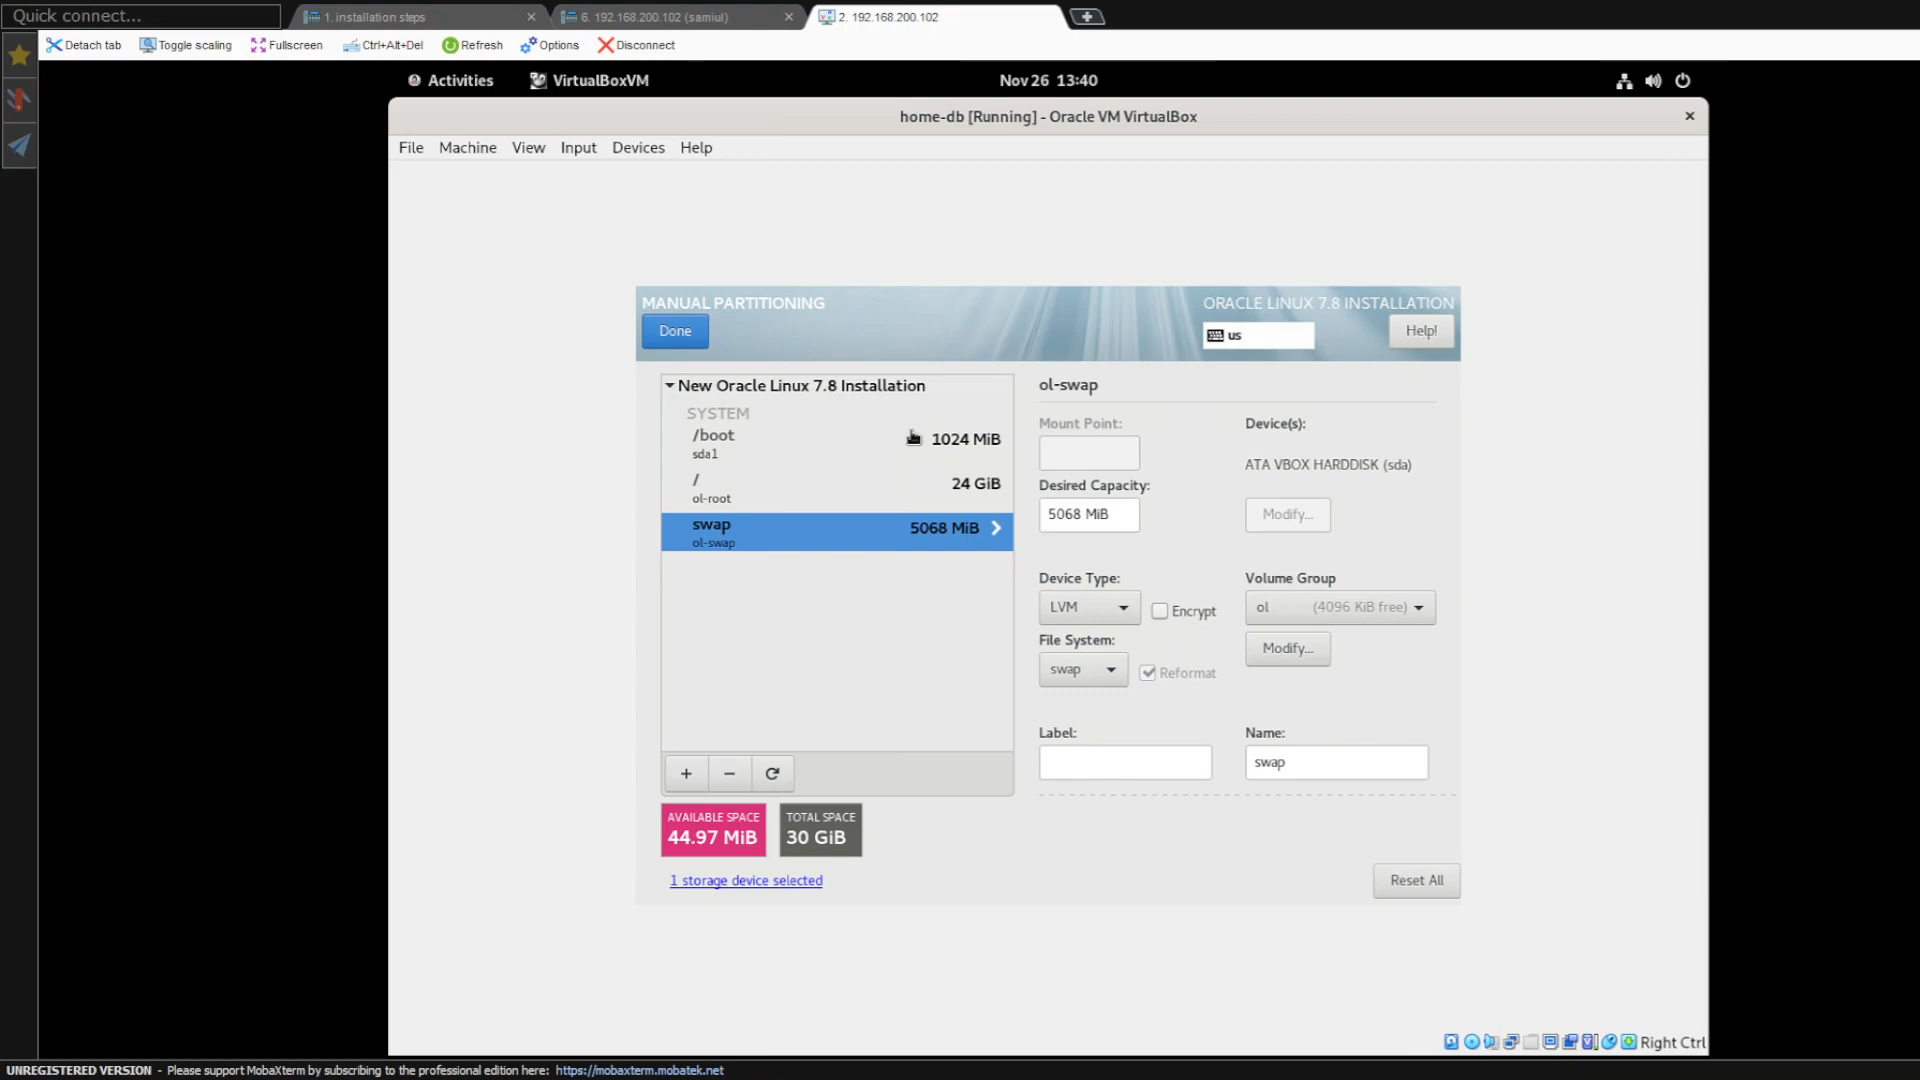 Quick connect...
1. installation steps
6. 192.168.200.102 (samiul)
2. 192.168.200.102
Detach tab
Toggle scaling
Fullscreen
Ctrl+Alt+Del
Refresh
Options
Disconnect
Activities
VirtualBoxVM
Nov 26 13:40
home-db [Running] - Oracle VM VirtualBox
File
Machine
View
Input
Devices
Help
MANUAL PARTITIONING
ORACLE LINUX 7.8 INSTALLATION
Done
us
Help!
New Oracle Linux 7.8 Installation
SYSTEM
/boot
1024 MiB
sda1
/
24 GiB
ol-root
swap
5068 MiB
ol-swap
ol-swap
Mount Point:
Device(s):
ATA VBOX HARDDISK (sda)
Desired Capacity:
5068 MiB
Modify...
Device Type:
Volume Group
LVM
Encrypt
ol (4096 KiB free)
File System:
Modify...
swap
Reformat
Label:
Name:
swap
+
-
AVAILABLE SPACE
44.97 MiB
TOTAL SPACE
30 GiB
1 storage device selected
Reset All
Right Ctrl
UNREGISTERED VERSION - Please support MobaXterm by subscribing to the professional edition here: https://mobaxterm.mobatek.net